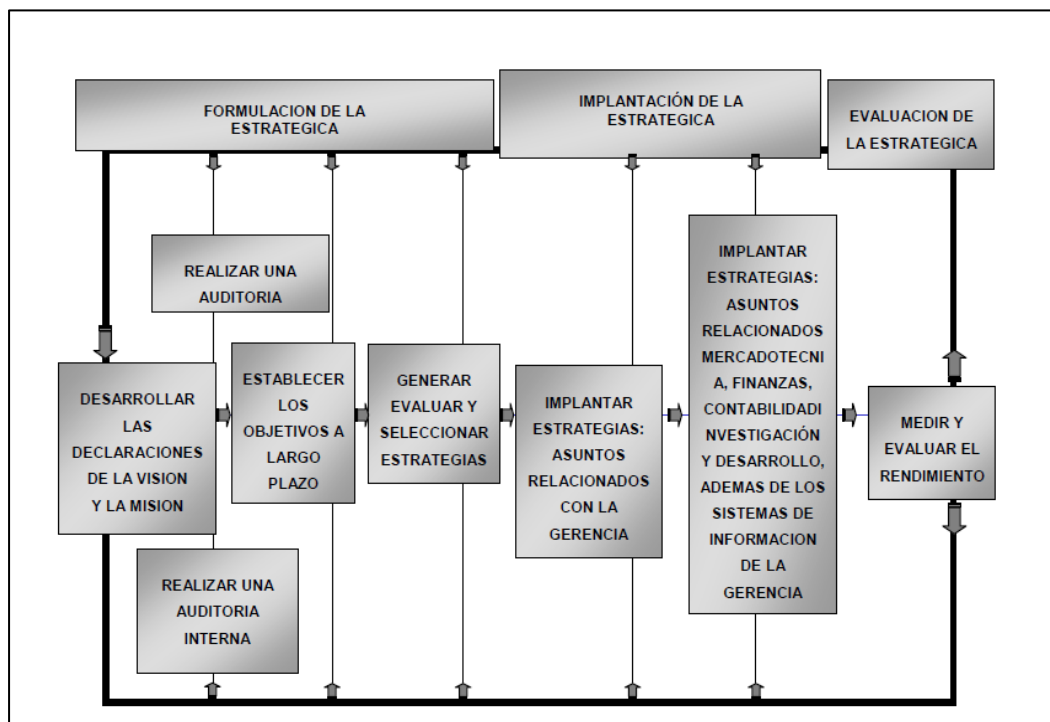 FORMULACION DE LA
ESTRATEGICA
IMPLANTACIÓN DE LA
ESTRATEGICA
EVALUACION DE
LA ESTRATEGICA
REALIZAR UNA
AUDITORIA
DESARROLLAR
LAS
DECLARACIONES
DE LA VISION
Y LA MISION
REALIZAR UNA
AUDITORIA
INTERNA
ESTABLECER
LOS
OBJETIVOS A
LARGO
PLAZO
GENERAR
EVALUAR Y
SELECCIONAR
ESTRATEGIAS
IMPLANTAR
ESTRATEGIAS:
ASUNTOS
RELACIONADOS
CON LA
GERENCIA
IMPLANTAR
ESTRATEGIAS:
ASUNTOS
RELACIONADOS
MERCADOTECNI
A, FINANZAS,
CONTABILIDADI
NVESTIGACIÓN
Y DESARROLLO,
ADEMAS DE LOS
SISTEMAS DE
INFORMACION
DE LA
GERENCIA
MEDIR Y
EVALUAR EL
RENDIMIENTO